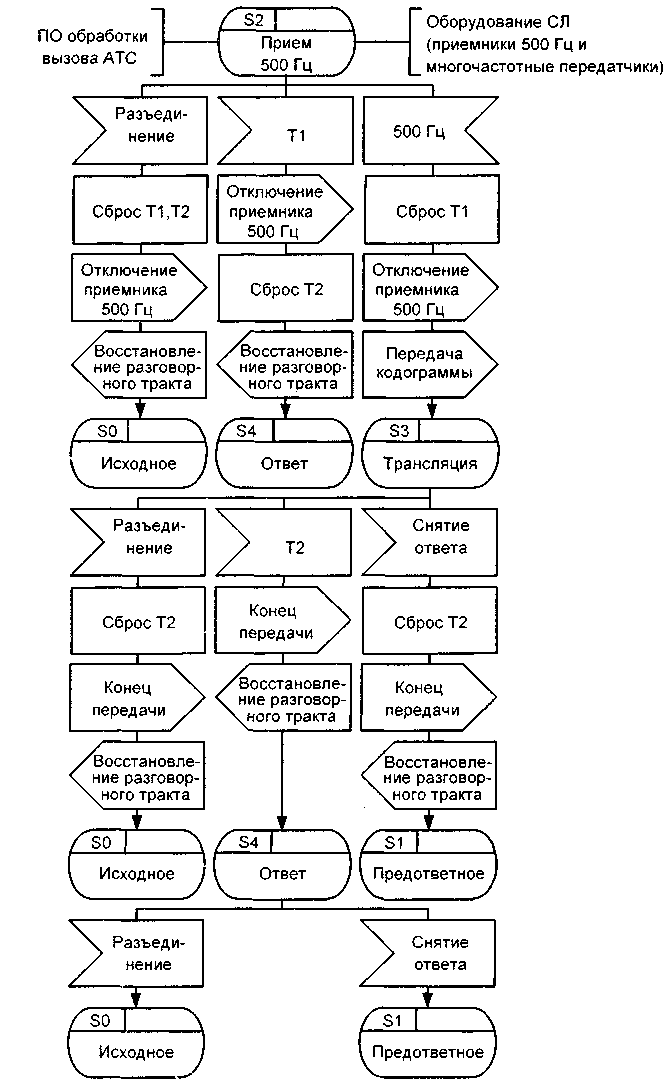 ПО обработки
вызова АТС
S2
Прием
500 Гц
Оборудование СЛ
(приемники 500 Гц и
многочастотные передатчики)
Разъеди-
нение
T1
500 Гц
Сброс T1,T2
Отключение
приемника
500 Гц
Сброс T1
Отключение
приемника
500 Гц
Сброс T2
Отключение
приемника
500 Гц
Восстановле-
ние разговор-
ного тракта
Восстановле-
ние разговор-
ного тракта
Передача
кодограммы
S0
Исходное
S4
Ответ
S3
Трансляция
Разъеди-
нение
T2
Снятие
ответа
Сброс T2
Конец
передачи
Сброс T2
Конец
передачи
Восстановле-
ние разговор-
ного тракта
Конец
передачи
Восстановле-
ние разговор-
ного тракта
Восстановле-
ние разговор-
ного тракта
S0
Исходное
S4
Ответ
S1
Предответное
Разъеди-
нение
Снятие
ответа
S0
Исходное
S1
Предответное